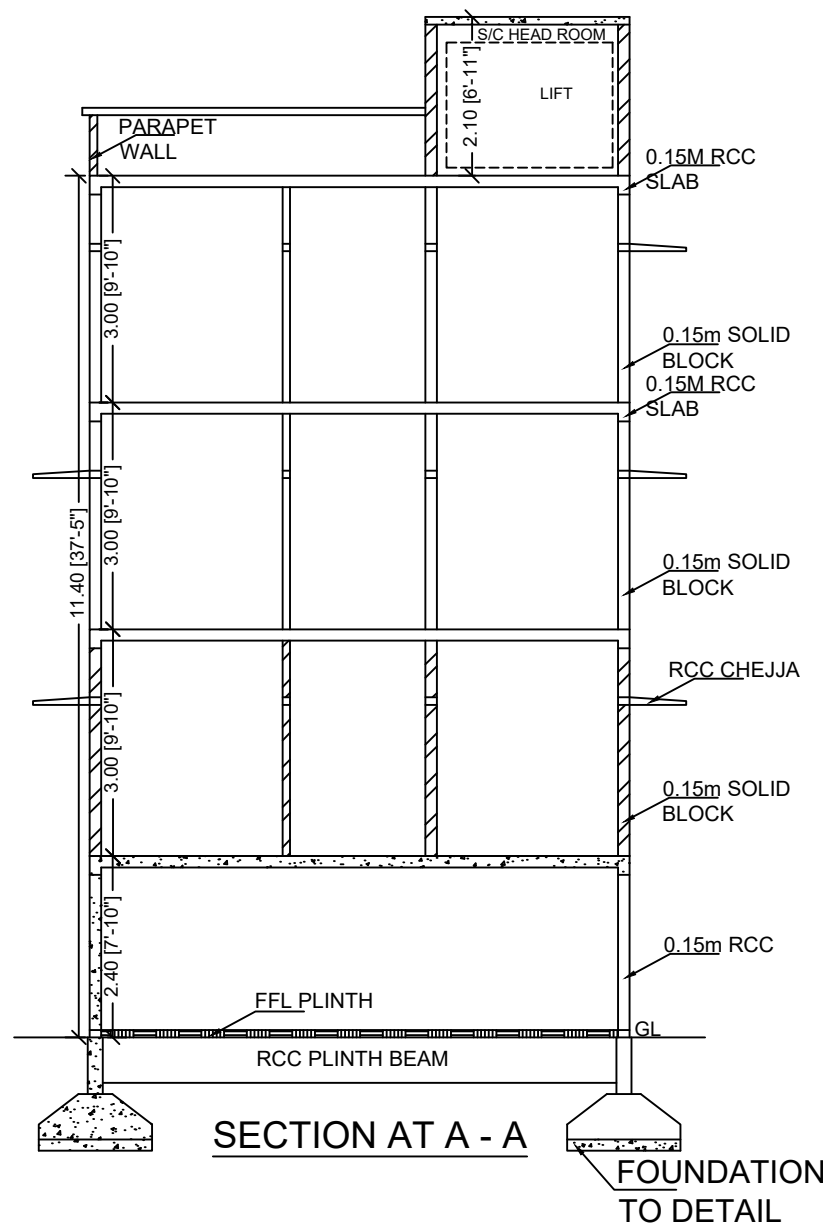 S/C HEAD ROOM
LIFT
2.10 [6'-11"]
PARAPET
WALL
0.15M RCC
SLAB
3.00 [9'-10"]
0.15m SOLID
BLOCK
0.15M RCC
SLAB
11.40 [37'-5"]
3.00 [9'-10"]
0.15m SOLID
BLOCK
RCC CHEJJA
3.00 [9'-10"]
0.15m SOLID
BLOCK
2.40 [7'-10"]
0.15m RCC
FFL PLINTH
GL
RCC PLINTH BEAM
SECTION AT A - A
FOUNDATION
TO DETAIL